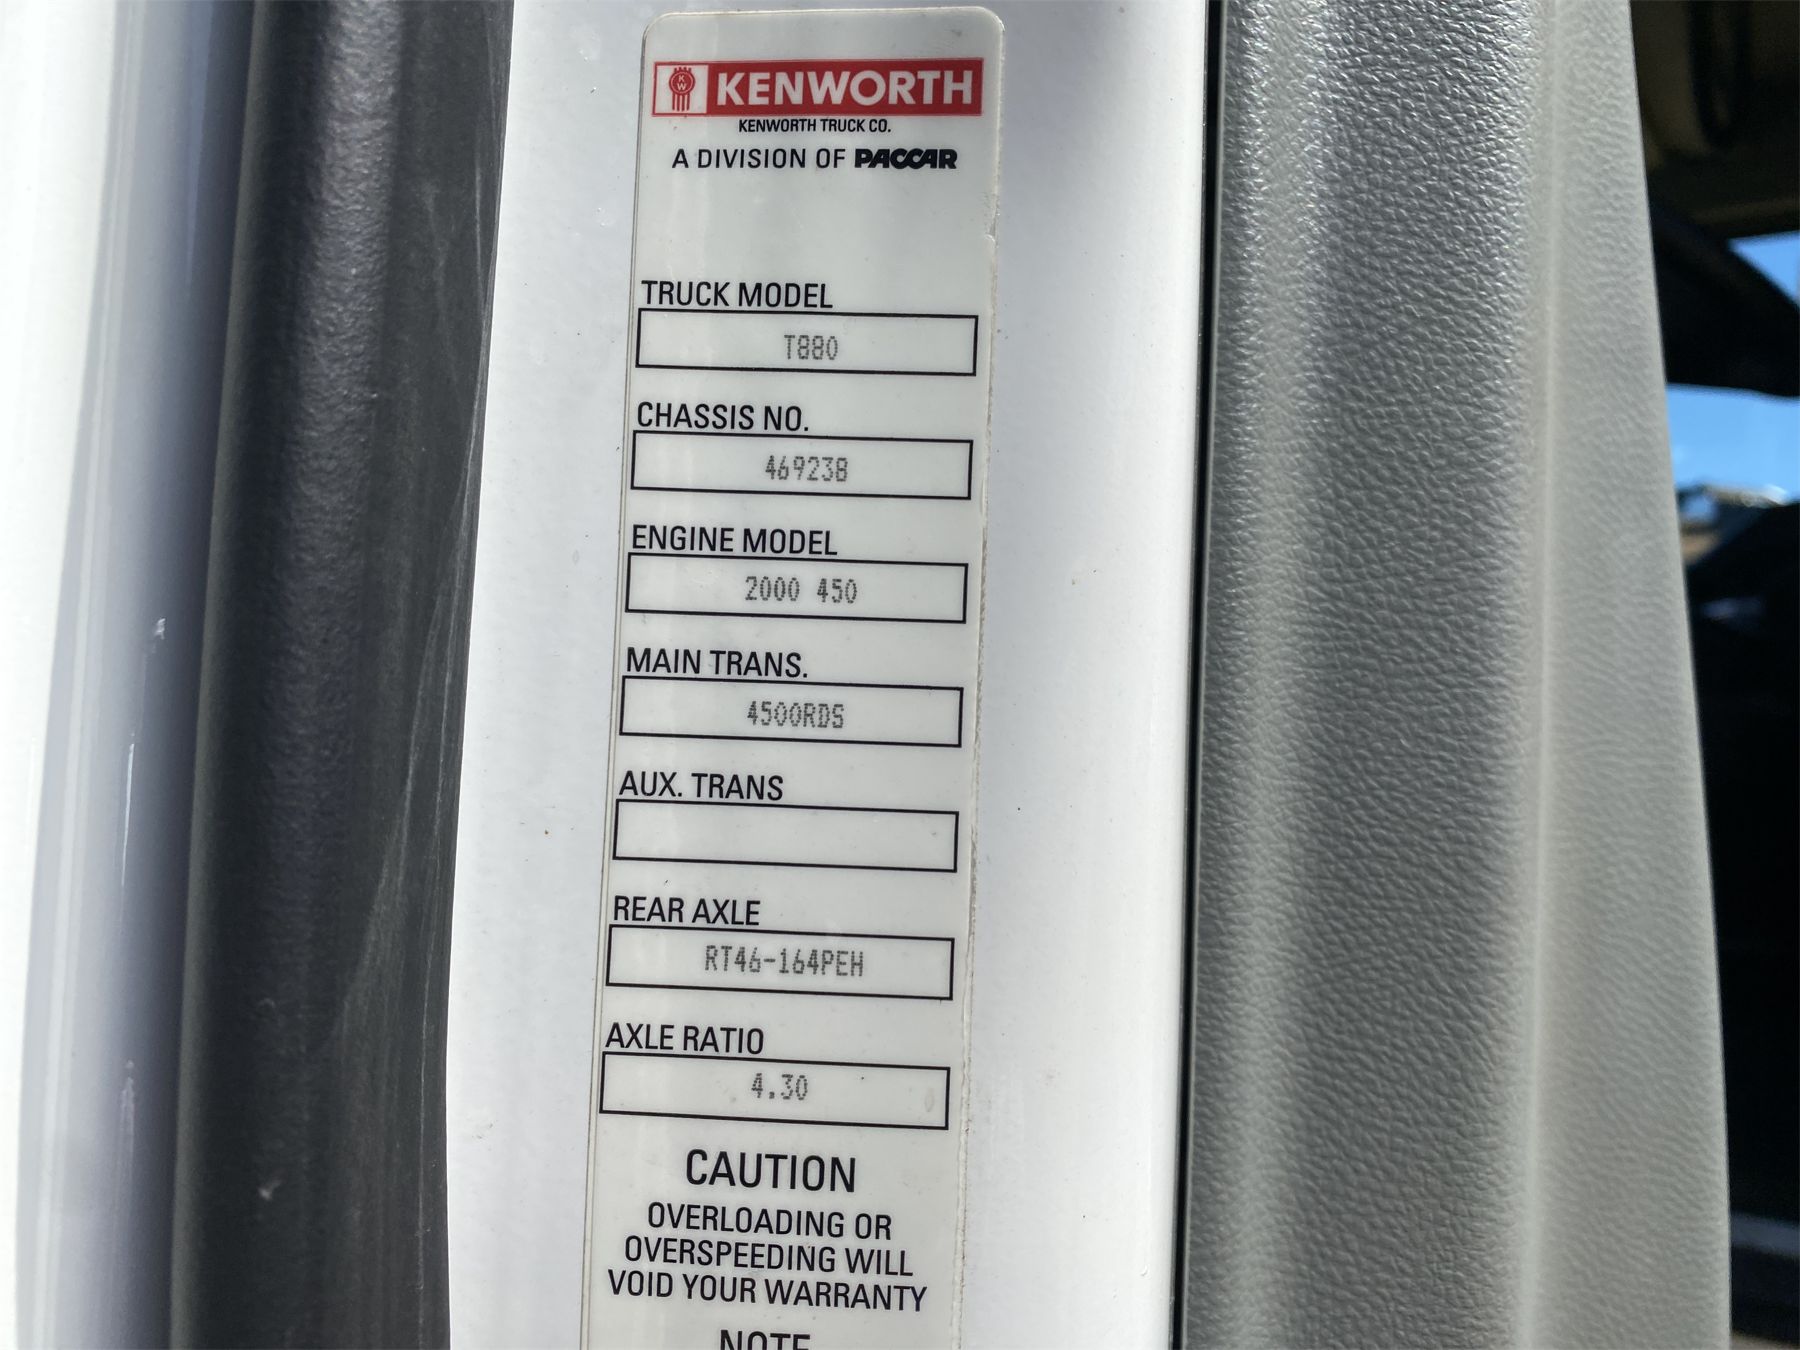 KW KENWORTH
KENWORTH TRUCK CO.
A DIVISION OF PACCAR
TRUCK MODEL
T880
CHASSIS NO.
469238
ENGINE MODEL
2000 450
MAIN TRANS.
4500RDS
AUX. TRANS
REAR AXLE
RT46-164PEH
AXLE RATIO
4.30
CAUTION
OVERLOADING OR
OVERSPEEDING WILL
VOID YOUR WARRANTY
NOTE